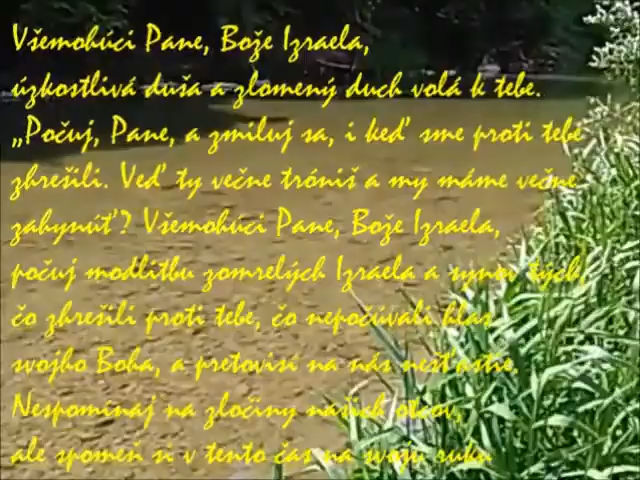 Všemohúci Pane, Bože Izraela,
úzkostlivá duša a zlomený duch volá k tebe.
„Počuj, Pane, a zmiluj sa, i keď sme proti tebe
zhrešili. Veď ty večne tróniš a my máme večne
zahynúť? Všemohúci Pane, Bože Izraela,
počuj modlitbu zomrelých Izraela a synov tých,
čo zhrešili proti tebe, čo nepočúvali hlas
svojho Boha, a pretovisí na nás nešťastie.
Nespomínaj na zločiny našich otcov,
ale spomeň si v tento čas na svoju ruku